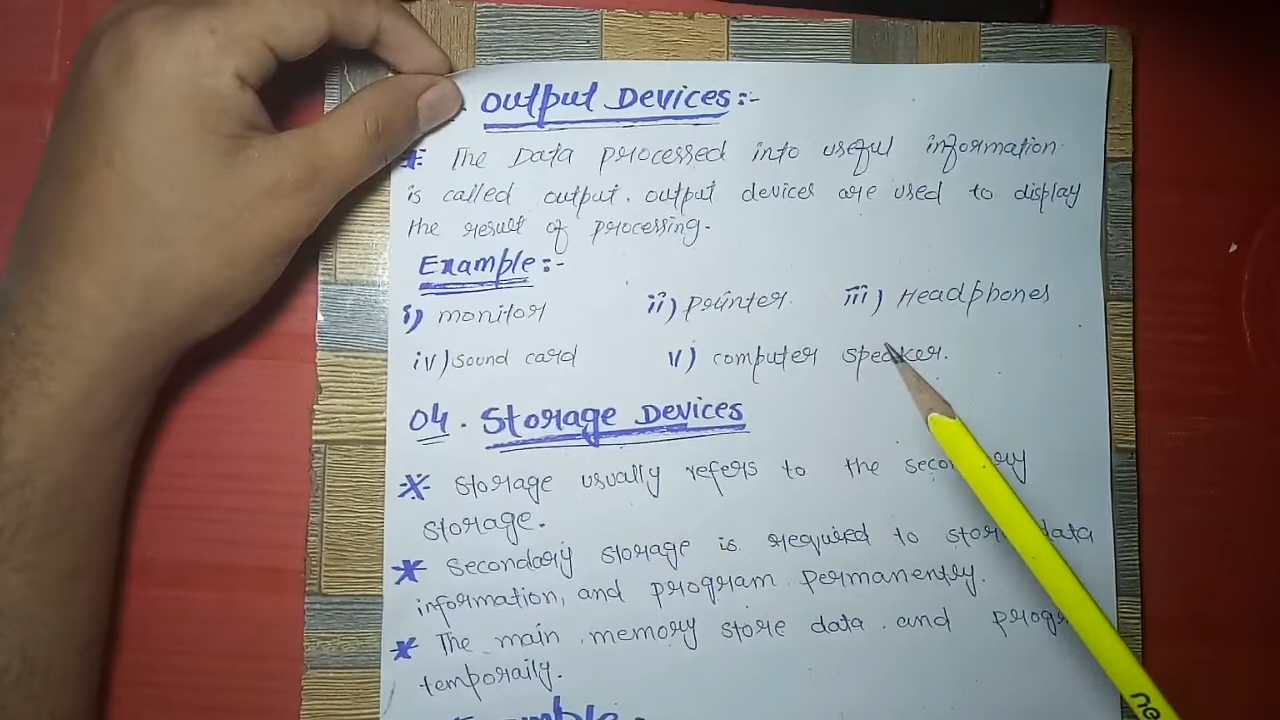 . Output Devices:-
* The Data processed into useful information
is called output. output devices are used to display
the result of processing.
Example:-
i) monitor ii) printer. iii) Headphones
iv) sound card v) computer speaker.
04. Storage Devices
* Storage usually refers to the
storage.
* Secondary storage is required to data
information, and program permanently.
* The main memory store data and
temporaily.